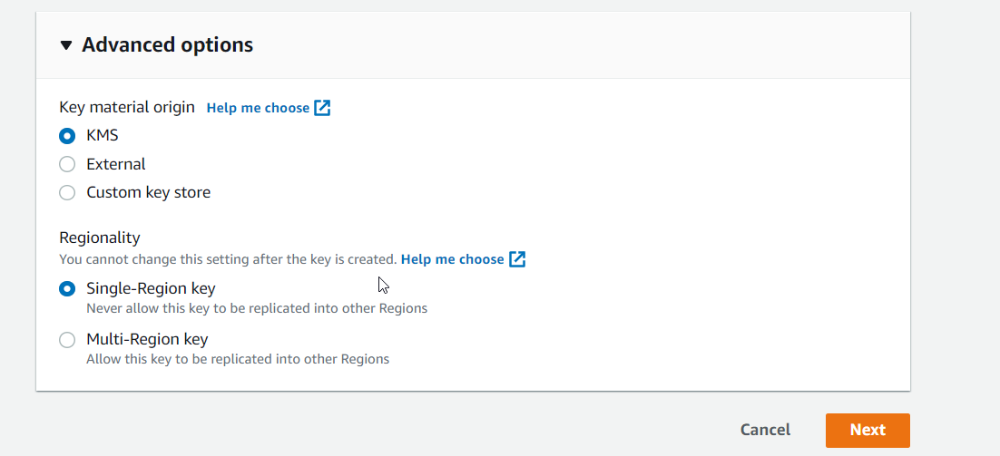 Advanced options
Key material origin Help me choose
KMS
External
Custom key store
Regionality
You cannot change this setting after the key is created. Help me choose
Single-Region key
Never allow this key to be replicated into other Regions
Multi-Region key
Allow this key to be replicated into other Regions
Cancel Next